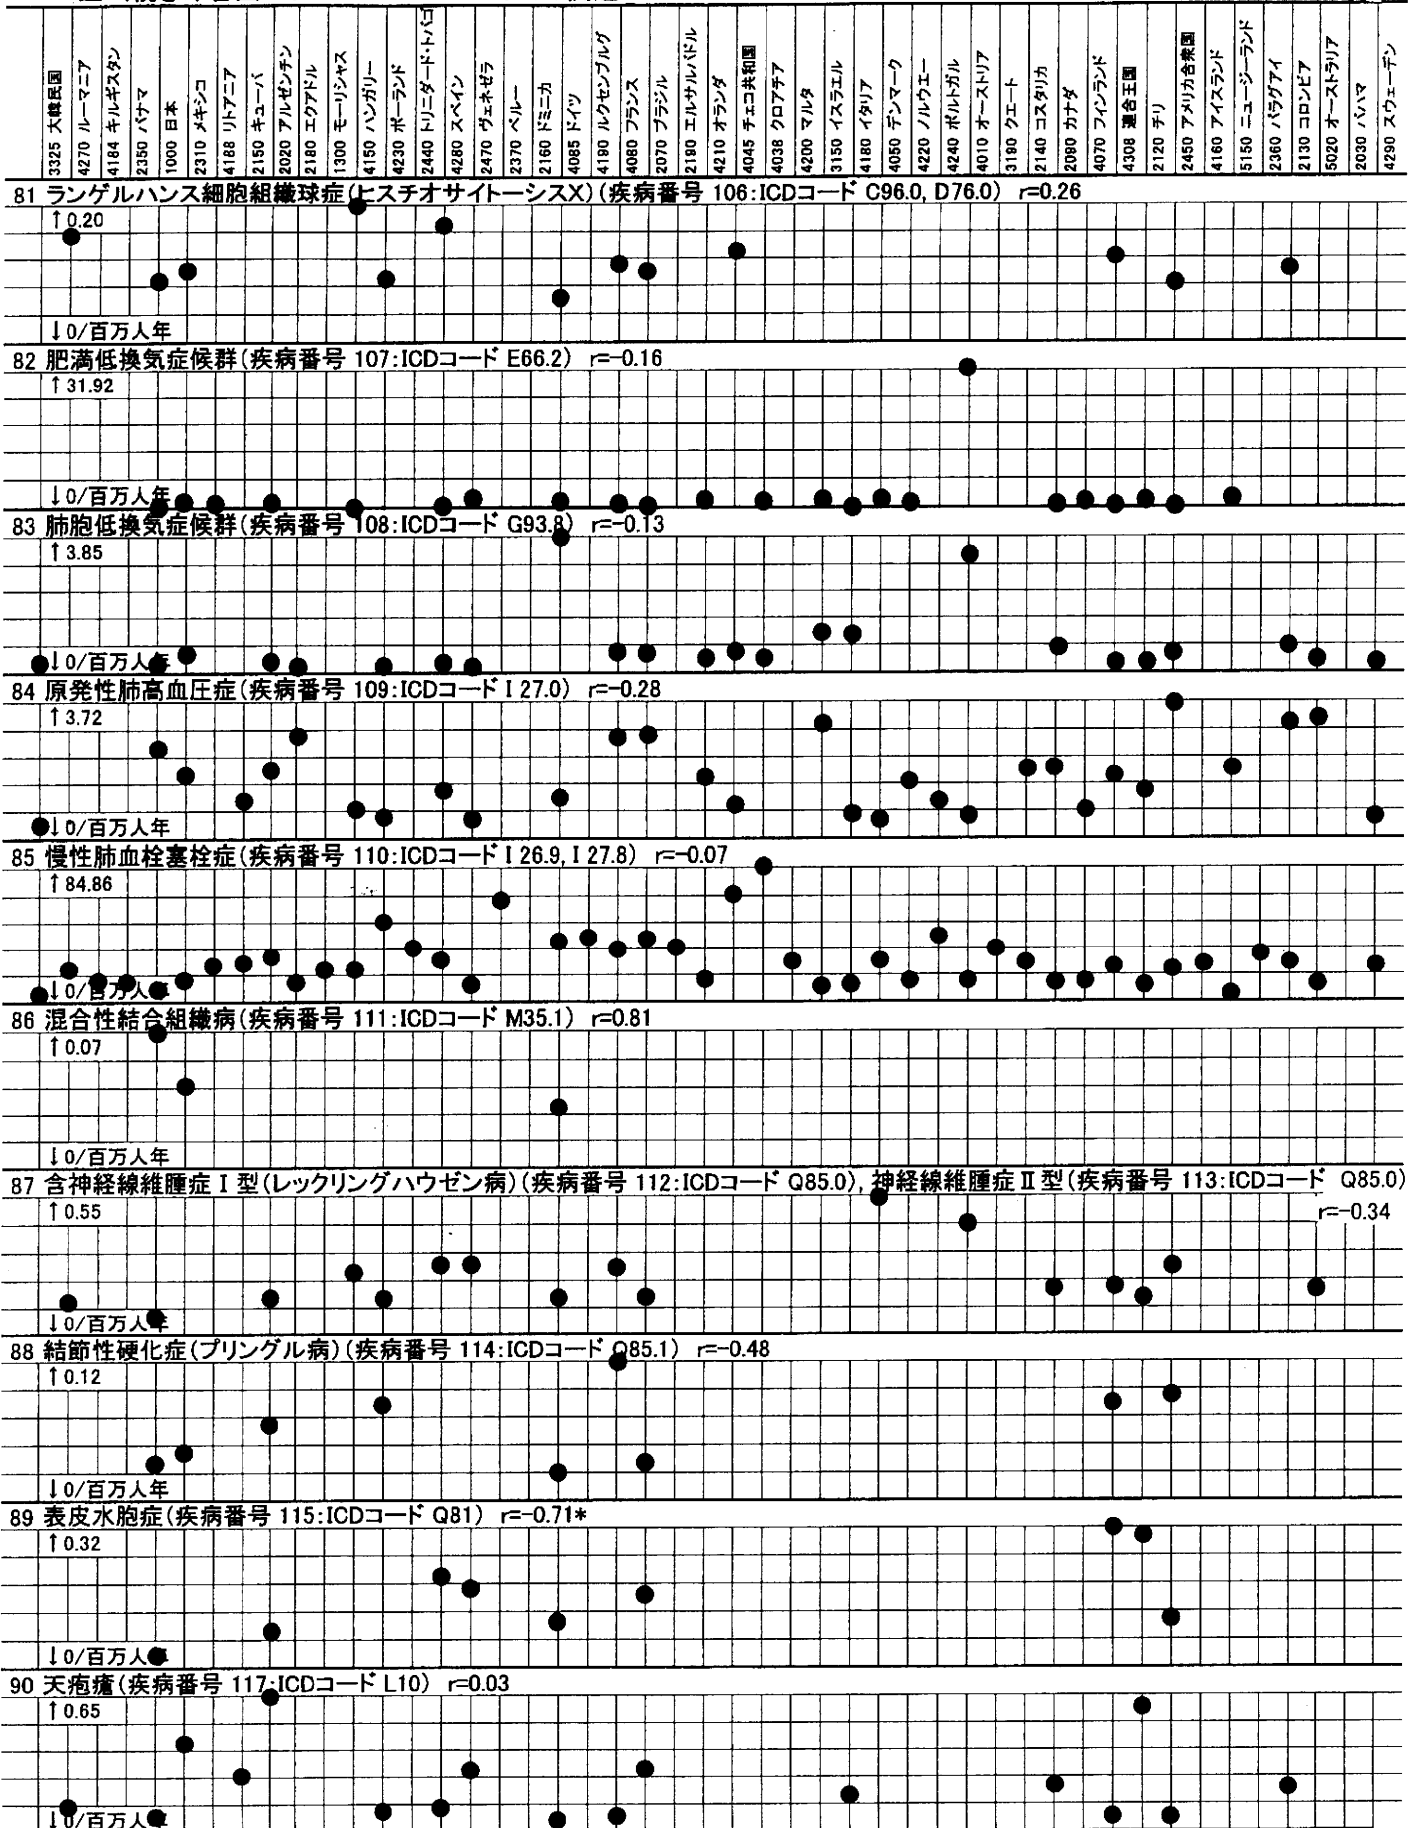 3325 大韓民国
4270 ルーマニア
4184 キルギスタン
2350 パナマ
1000 日本
2310 メキシコ
4188 リトアニア
2150 キューバ
2020 アルゼンチン
2180 エクアドル
1300 モーリシャス
4150 ハンガリー
4230 ポーランド
2440 トリニダード・トバゴ
4280 スペイン
2470 ヴェネゼラ
2370 ペルー
2160 ドミニカ
4085 ドイツ
4190 ルクセンブルグ
4080 フランス
2070 ブラジル
2190 エルサルバドル
4210 オランダ
4045 チェコ共和国
4038 クロアチア
4200 マルタ
3150 イスラエル
4180 イタリア
4050 デンマーク
4220 ノルウエー
4240 ポルトガル
4010 オーストリア
3190 クエート
2140 コスタリカ
2090 カナダ
4070 フィンランド
4308 連合王国
2120 チリ
2450 アメリカ合衆国
4160 アイスランド
5150 ニュージーランド
2360 パラグアイ
2130 コロンビア
5020 オーストラリア
2030 バハマ
4290 スウェーデン
81 ランゲルハンス細胞組織球症(ヒスチオサイトーシスX)(疾病番号 106:ICDコード C96.0, D76.0) r=0.26
↑0.20
↓0/百万人年
82 肥満低換気症候群(疾病番号 107:ICDコード E66.2) r=-0.16
↑31.92
↓0/百万人年
83 肺胞低換気症候群(疾病番号 108:ICDコード G93.8) r=-0.13
↑3.85
↓0/百万人年
84 原発性肺高血圧症(疾病番号 109:ICDコード I 27.0) r=-0.28
↑3.72
↓0/百万人年
85 慢性肺血栓塞栓症(疾病番号 110:ICDコード I 26.9, I 27.8) r=-0.07
↑84.86
↓0/百万人年
86 混合性結合組織病(疾病番号 111:ICDコード M35.1) r=0.81
↑0.07
↓0/百万人年
87 含神経線維腫症 I 型(レックリングハウゼン病)(疾病番号 112:ICDコード Q85.0), 神経線維腫症 II 型(疾病番号 113:ICDコード Q85.0)
r=-0.34
↑0.55
↓0/百万人年
88 結節性硬化症(プリングル病)(疾病番号 114:ICDコード Q85.1) r=-0.48
↑0.12
↓0/百万人年
89 表皮水胞症(疾病番号 115:ICDコード Q81) r=-0.71*
↑0.32
↓0/百万人
90 天疱瘡(疾病番号 117:ICDコード L10) r=0.03
↑0.65
↓0/百万人